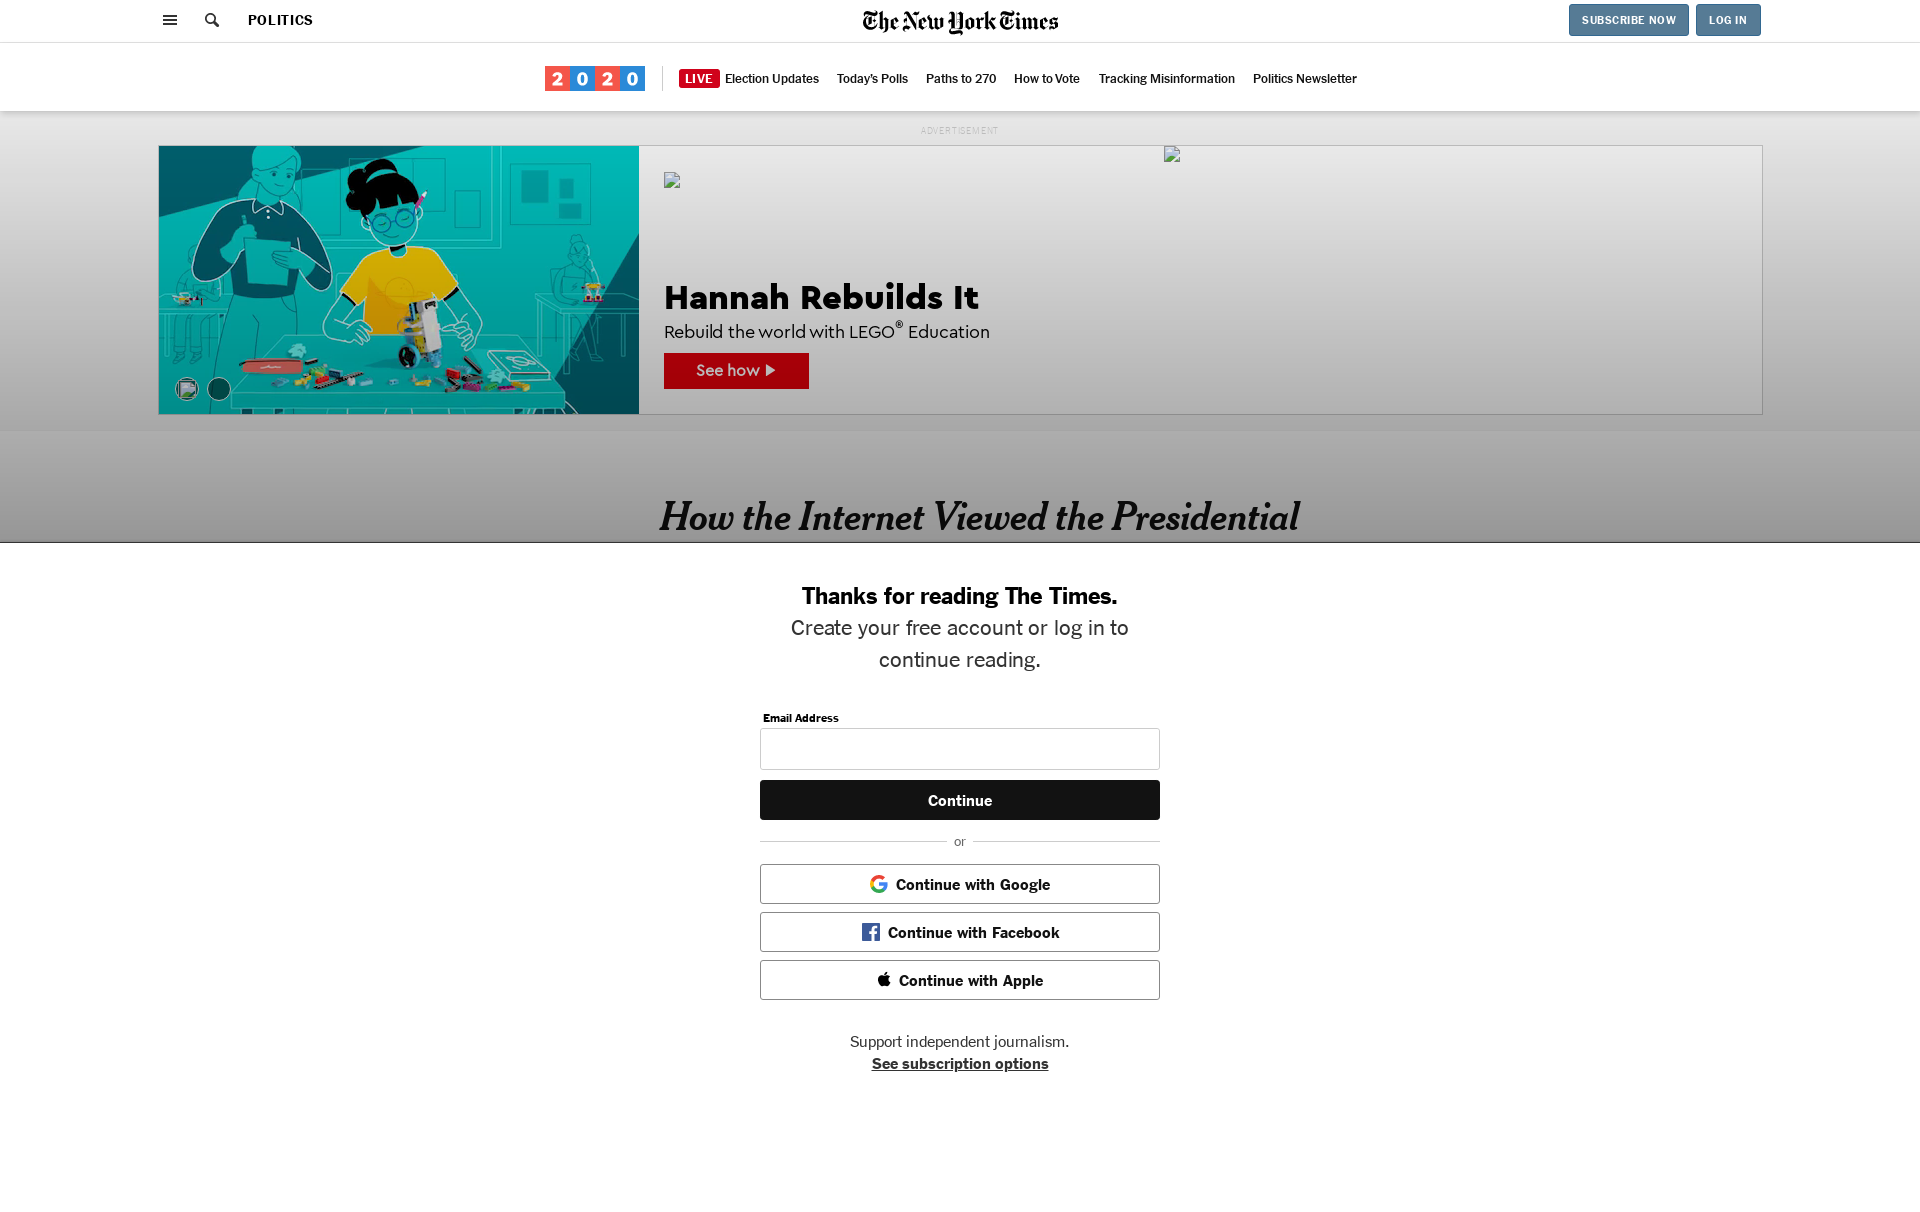 POLITICS
The New York Times
SUBSCRIBE NOW
LOG IN
2020
LIVE Election Updates
Today's Polls
Paths to 270
How to Vote
Tracking Misinformation
Politics Newsletter
ADVERTISEMENT
Hannah Rebuilds It
Rebuild the world with LEGO® Education
See how
How the Internet Viewed the Presidential
Thanks for reading The Times.
Create your free account or log in to
continue reading.
Email Address
Continue
or
Continue with Google
Continue with Facebook
Continue with Apple
Support independent journalism.
See subscription options